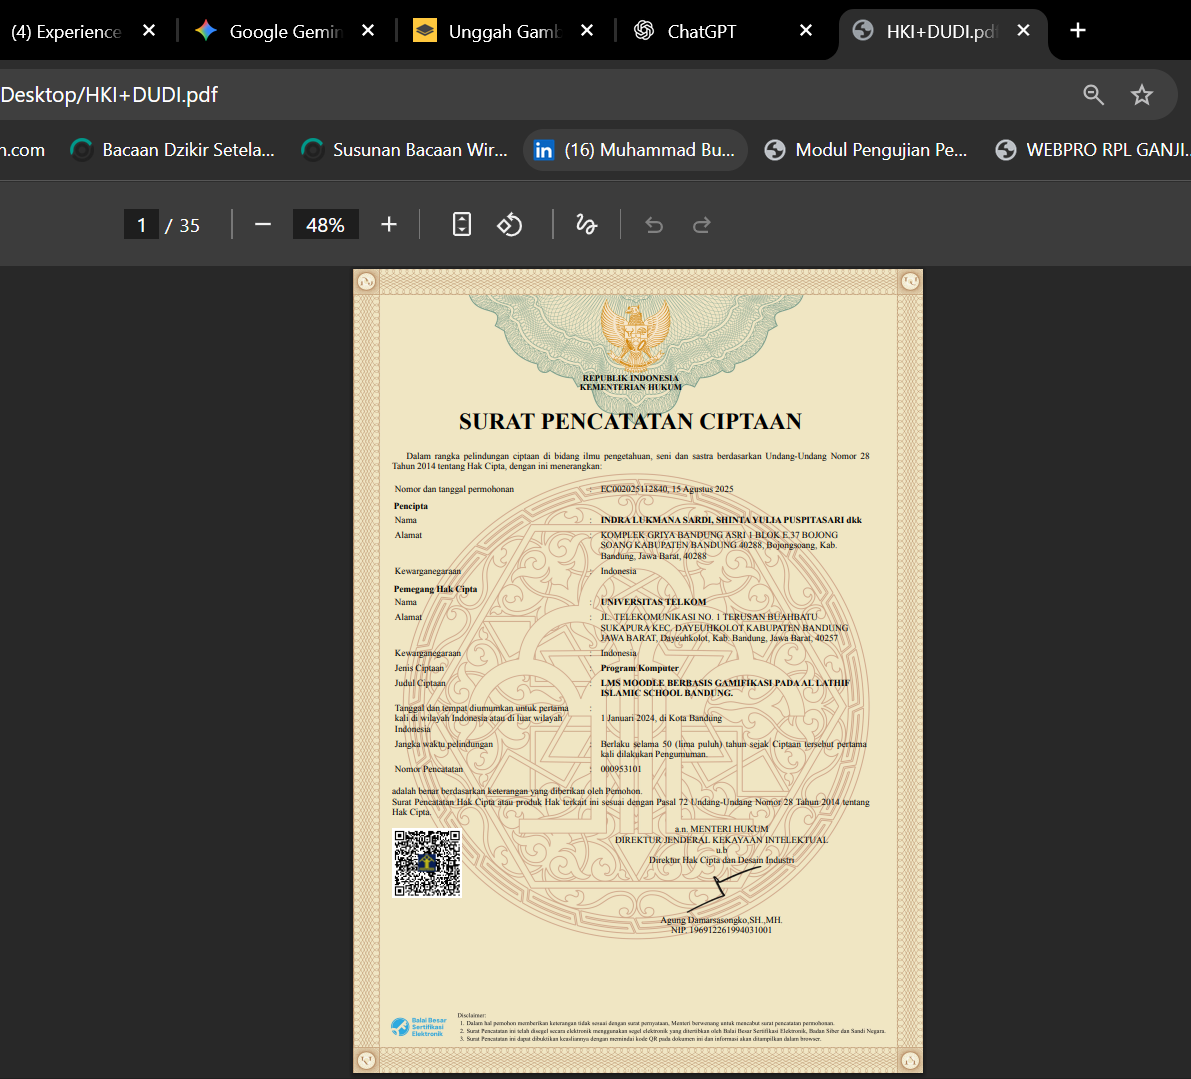 (4) Experience
Google Gemin
Unggah Gamb
ChatGPT
HKI+DUDI.pdf
Desktop/HKI+DUDI.pdf
n.com
Bacaan Dzikir Setela...
Susunan Bacaan Wir...
(16) Muhammad Bu...
Modul Pengujian Pe...
WEBPRO RPL GANJI..
1 / 35
48%
REPUBLIK INDONESIA
KEMENTERIAN HUKUM
SURAT PENCATATAN CIPTAAN
Dalam rangka pelindungan ciptaan di bidang ilmu pengetahuan, seni dan sastra berdasarkan Undang-Undang Nomor 28
Tahun 2014 tentang Hak Cipta, dengan ini menerangkan:
Nomor dan tanggal permohonan : EC002025112840, 15 Agustus 2025
Pencipta
Nama : INDRA LUKMANA SARDI, SHINTA YULIA PUSPITASARI dkk
Alamat : KOMPLEK GRIYA BANDUNG ASRI 1 BLOK E.37 BOJONG
SOANG KABUPATEN BANDUNG 40288, Bojongsoang, Kab.
Bandung, Jawa Barat, 40288
Kewarganegaraan : Indonesia
Pemegang Hak Cipta
Nama : UNIVERSITAS TELKOM
Alamat : JL. TELEKOMUNIKASI NO. 1 TERUSAN BUAHBATU
SUKAPURA KEC. DAYEUHKOLOT KABUPATEN BANDUNG
JAWA BARAT, Dayeuhkolot, Kab. Bandung, Jawa Barat, 40257
Kewarganegaraan : Indonesia
Jenis Ciptaan : Program Komputer
Judul Ciptaan : LMS MOODLE BERBASIS GAMIFIKASI PADA AL LATHIF
ISLAMIC SCHOOL BANDUNG.
Tanggal dan tempat diumumkan untuk pertama :
kali di wilayah Indonesia atau di luar wilayah 1 Januari 2024, di Kota Bandung
Indonesia
Jangka waktu pelindungan : Berlaku selama 50 (lima puluh) tahun sejak Ciptaan tersebut pertama
kali dilakukan Pengumuman.
Nomor Pencatatan : 000953101
adalah benar berdasarkan keterangan yang diberikan oleh Pemohon.
Surat Pencatatan Hak Cipta atau produk Hak terkait ini sesuai dengan Pasal 72 Undang-Undang Nomor 28 Tahun 2014 tentang
Hak Cipta.
a.n. MENTERI HUKUM
DIREKTUR JENDERAL KEKAYAAN INTELEKTUAL
u.b
Direktur Hak Cipta dan Desain Industri
Agung Damarsasongko,SH.,MH.
NIP. 196912261994031001
Balai Besar
Sertifikasi
Elektronik
Disclaimer:
1. Dalam hal pemohon memberikan keterangan tidak sesuai dengan surat pernyataan, Menteri berwenang untuk mencabut surat pencatatan permohonan.
2. Surat Pencatatan ini telah disegel secara elektronik menggunakan segel elektronik yang diterbitkan oleh Balai Besar Sertifikasi Elektronik, Badan Siber dan Sandi Negara.
3. Surat Pencatatan ini dapat dibuktikan keasliannya dengan memindai kode QR pada dokumen ini dan informasi akan ditampilkan dalam browser.